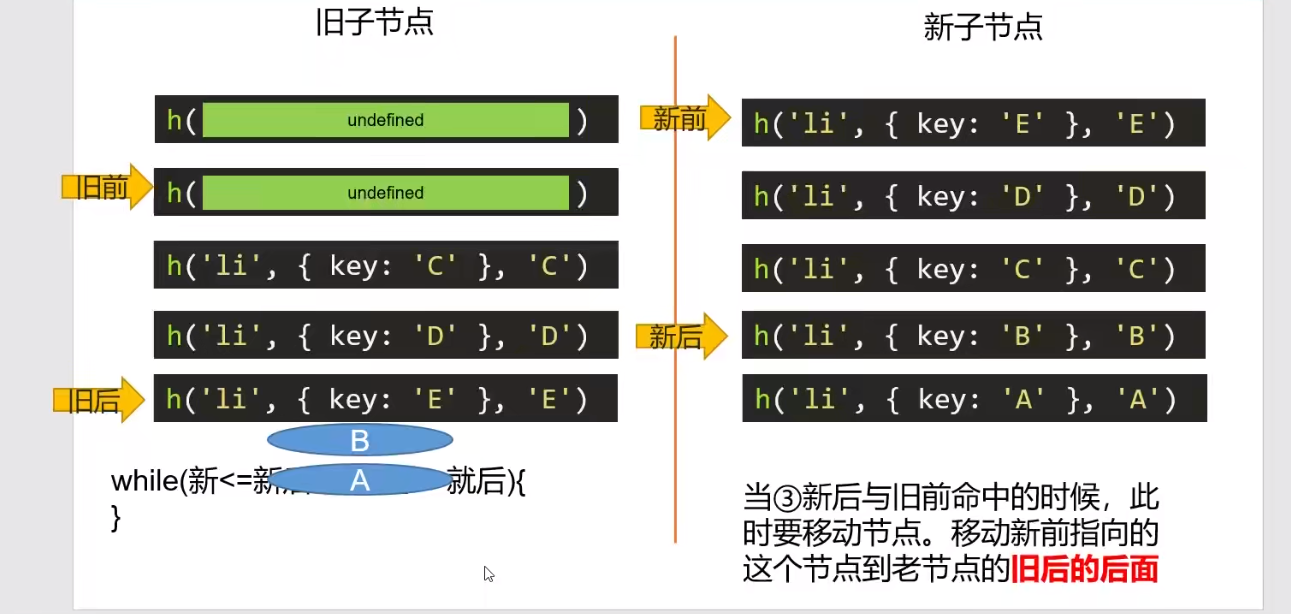 旧子节点
新子节点
h( undefined )
旧前
h( undefined )
h('li', { key: 'C' }, 'C')
h('li', { key: 'D' }, 'D')
旧后
h('li', { key: 'E' }, 'E')
B
A
while(新<=新 就后){
}
新前
h('li', { key: 'E' }, 'E')
h('li', { key: 'D' }, 'D')
h('li', { key: 'C' }, 'C')
新后
h('li', { key: 'B' }, 'B')
h('li', { key: 'A' }, 'A')
当③新后与旧前命中的时候，此
时要移动节点。移动新前指向的
这个节点到老节点的旧后的后面